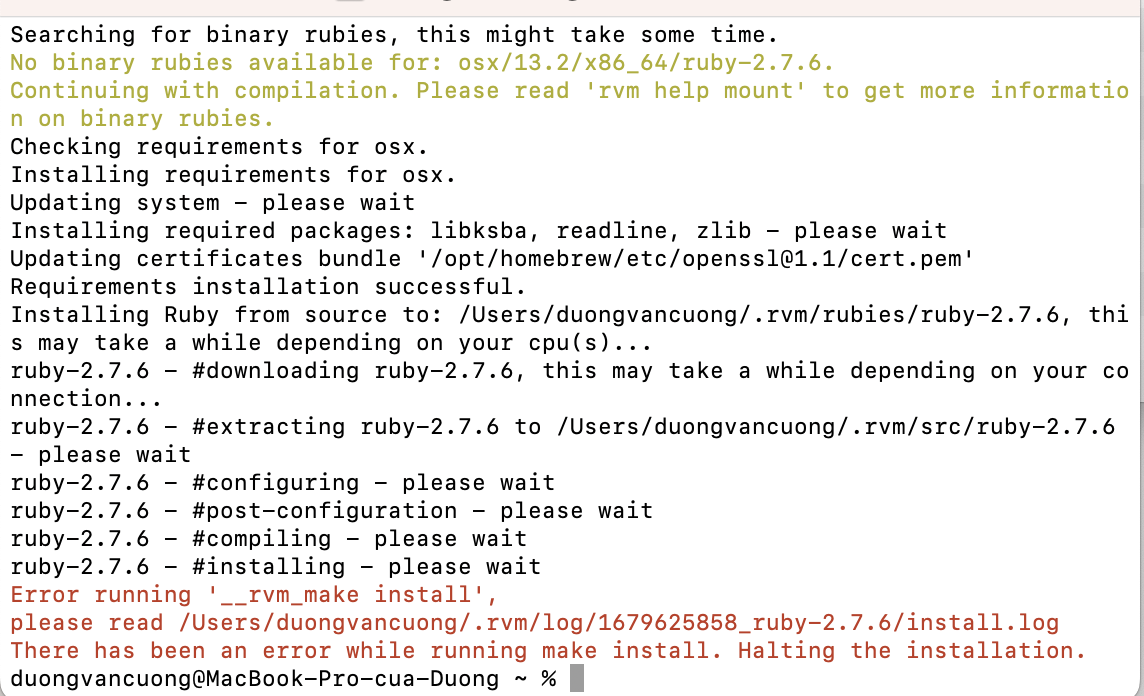 Searching for binary rubies, this might take some time.
No binary rubies available for: osx/13.2/x86_64/ruby-2.7.6.
Continuing with compilation. Please read 'rvm help mount' to get more informatio
n on binary rubies.
Checking requirements for osx.
Installing requirements for osx.
Updating system - please wait
Installing required packages: libksba, readline, zlib - please wait
Updating certificates bundle '/opt/homebrew/etc/openssl@1.1/cert.pem'
Requirements installation successful.
Installing Ruby from source to: /Users/duongvancuong/.rvm/rubies/ruby-2.7.6, thi
s may take a while depending on your cpu(s)...
ruby-2.7.6 - #downloading ruby-2.7.6, this may take a while depending on your co
nnection...
ruby-2.7.6 - #extracting ruby-2.7.6 to /Users/duongvancuong/.rvm/src/ruby-2.7.6
- please wait
ruby-2.7.6 - #configuring - please wait
ruby-2.7.6 - #post-configuration - please wait
ruby-2.7.6 - #compiling - please wait
ruby-2.7.6 - #installing - please wait
Error running '__rvm_make install',
please read /Users/duongvancuong/.rvm/log/1679625858_ruby-2.7.6/install.log
There has been an error while running make install. Halting the installation.
duongvancuong@MacBook-Pro-cua-Duong ~ %